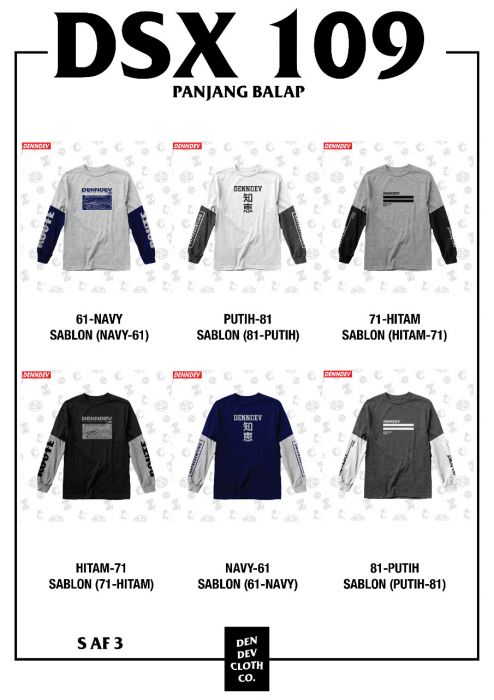 DSX 109
PANJANG BALAP
DENNDEV
DENNDEV
DENNDEV
DENNDEV
DENNDEV
知
恵
DENNDEV
61-NAVY
SABLON (NAVY-61)
PUTIH-81
SABLON (81-PUTIH)
71-HITAM
SABLON (HITAM-71)
DENNDEV
DENNDEV
DENNDEV
DENNDEV
DENNDEV
知
恵
DENNDEV
HITAM-71
SABLON (71-HITAM)
NAVY-61
SABLON (61-NAVY)
81-PUTIH
SABLON (PUTIH-81)
S AF 3
DEN
DEV
CLOTH
CO.